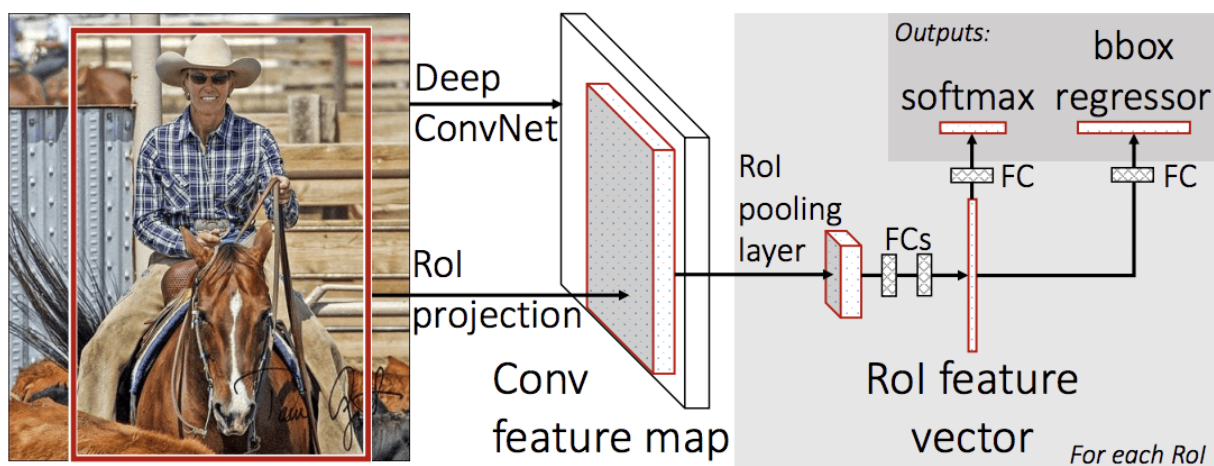 Deep
ConvNet
RoI
projection
Conv
feature map
RoI
pooling
layer
FCs
RoI feature
vector
For each RoI
Outputs:
softmax
bbox
regressor
FC
FC